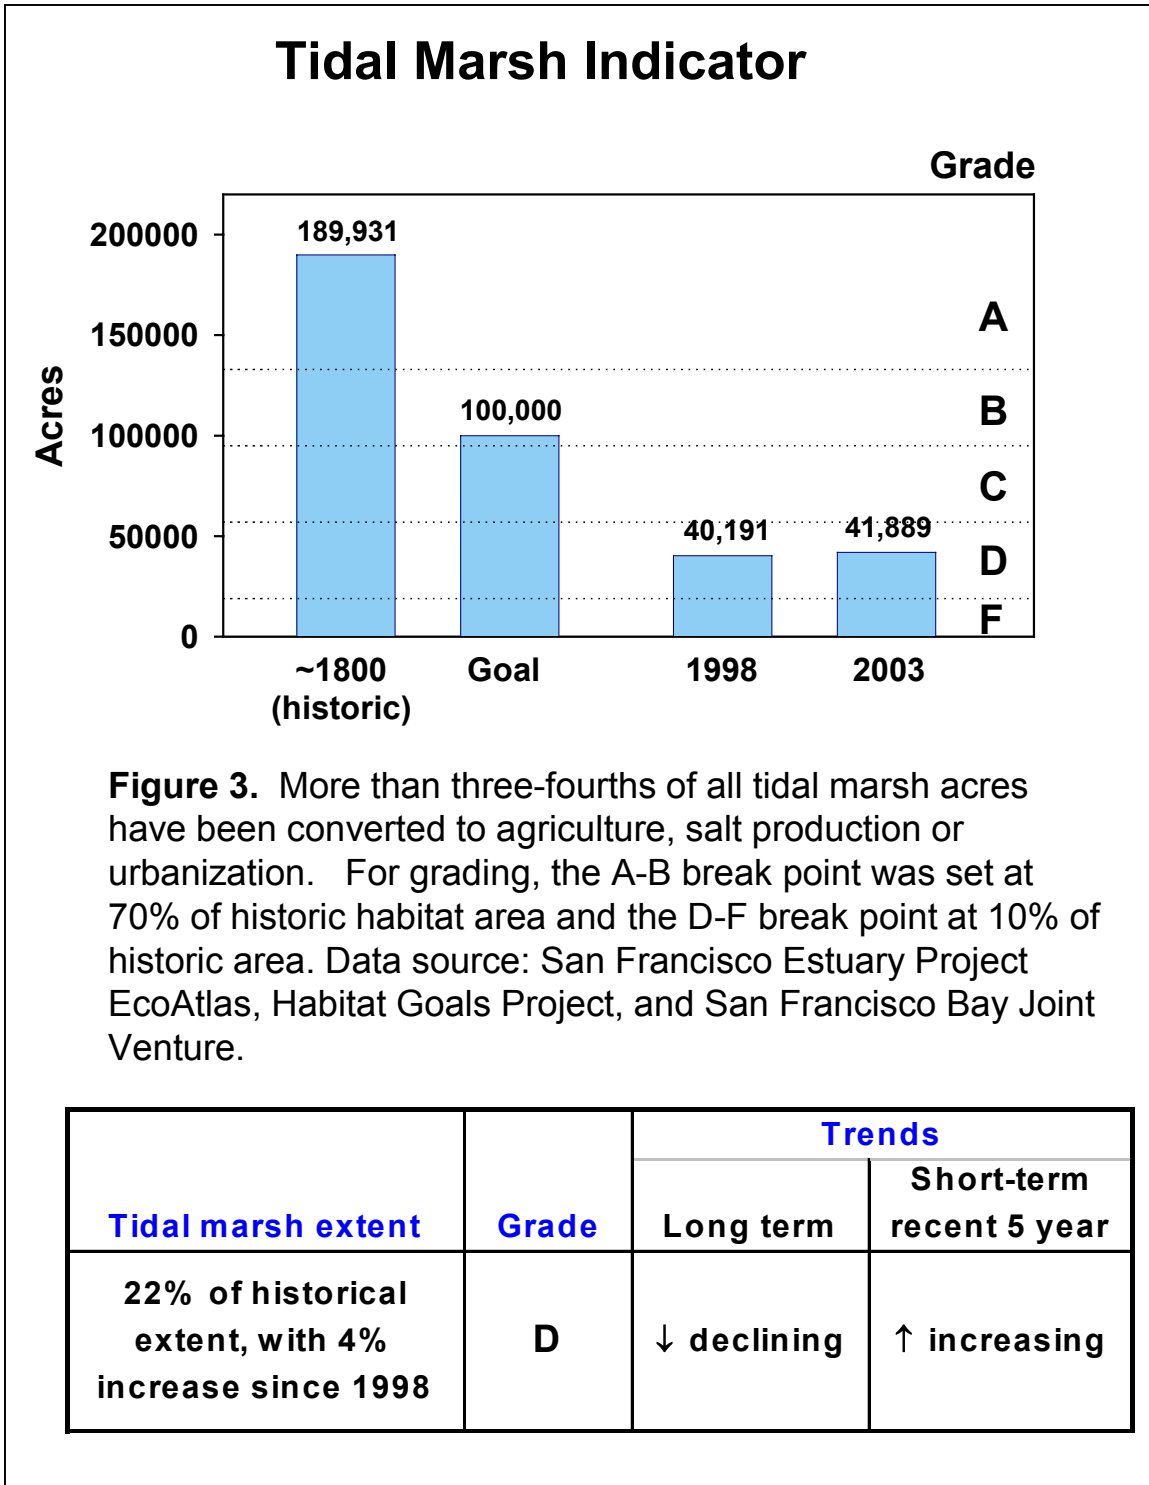 Tidal Marsh Indicator
Grade
200000
150000
100000
50000
0
Acres
189,931
100,000
40,191
41,889
A
B
C
D
F
~1800
(historic)
Goal
1998
2003
Figure 3. More than three-fourths of all tidal marsh acres
have been converted to agriculture, salt production or
urbanization. For grading, the A-B break point was set at
70% of historic habitat area and the D-F break point at 10% of
historic area. Data source: San Francisco Estuary Project
EcoAtlas, Habitat Goals Project, and San Francisco Bay Joint
Venture.
Tidal marsh extent
Grade
Trends
Long term
Short-term
recent 5 year
22% of historical
extent, with 4%
increase since 1998
D
↓ declining
↑ increasing